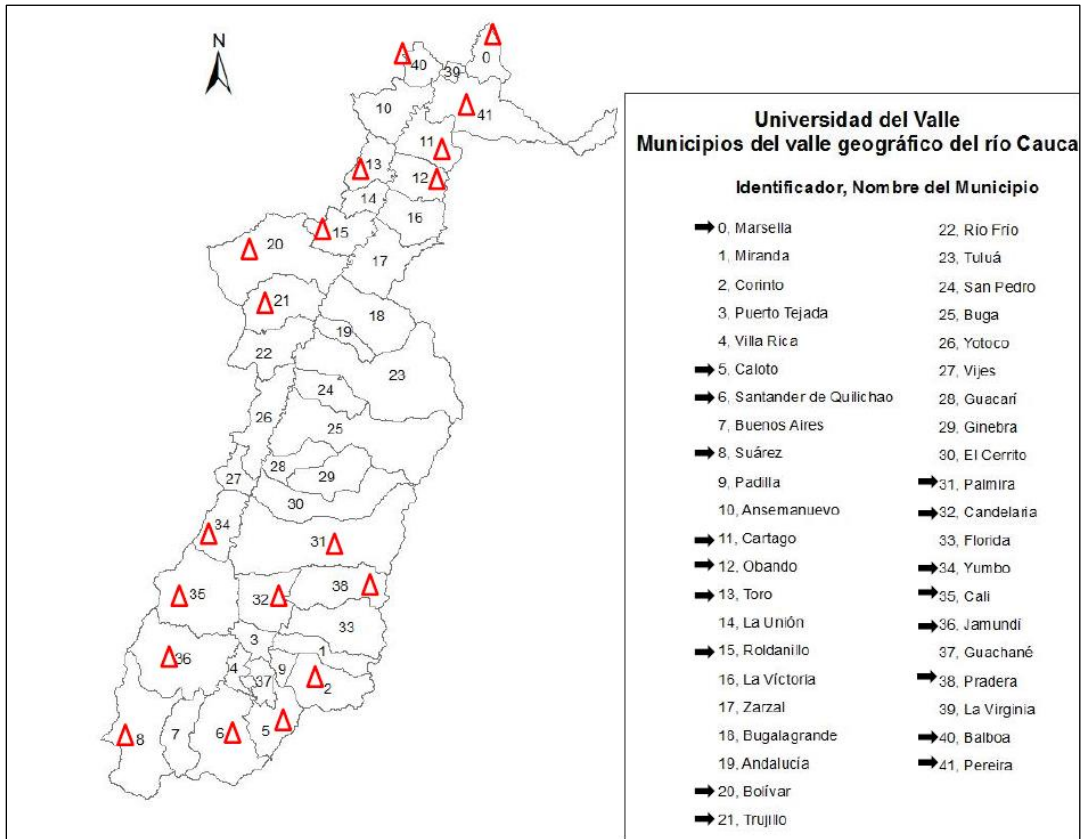 N
0
40
39
10
41
11
13
12
14
16
15
20
17
21
18
19
22
23
24
26
25
28
27
29
30
34
31
38
35
32
33
3
1
36
4
9
37
2
5
6
7
8
Universidad del Valle
Municipios del valle geográfico del río Cauca
Identificador, Nombre del Municipio
0, Marsella
1, Miranda
2, Corinto
3, Puerto Tejada
4, Villa Rica
5, Caloto
6, Santander de Quilichao
7, Buenos Aires
8, Suárez
9, Padilla
10, Ansemanuevo
11, Cartago
12, Obando
13, Toro
14, La Unión
15, Roldanillo
16, La Víctoria
17, Zarzal
18, Bugalagrande
19, Andalucía
20, Bolívar
21, Trujillo
22, Río Frío
23, Tuluá
24, San Pedro
25, Buga
26, Yotoco
27, Vijes
28, Guacarí
29, Ginebra
30, El Cerrito
31, Palmira
32, Candelaria
33, Florida
34, Yumbo
35, Cali
36, Jamundí
37, Guachané
38, Pradera
39, La Virginia
40, Balboa
41, Pereira